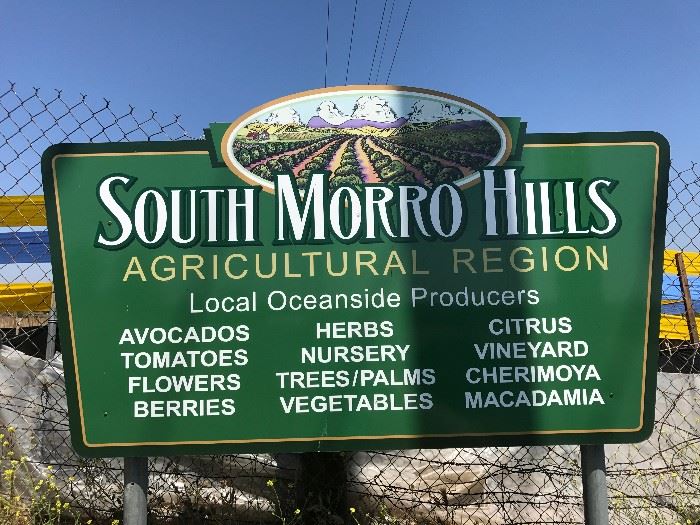 SOUTH MORRO HILLS
AGRICULTURAL REGION
Local Oceanside Producers
AVOCADOS HERBS CITRUS
TOMATOES NURSERY VINEYARD
FLOWERS TREES/PALMS CHERIMOYA
BERRIES VEGETABLES MACADAMIA